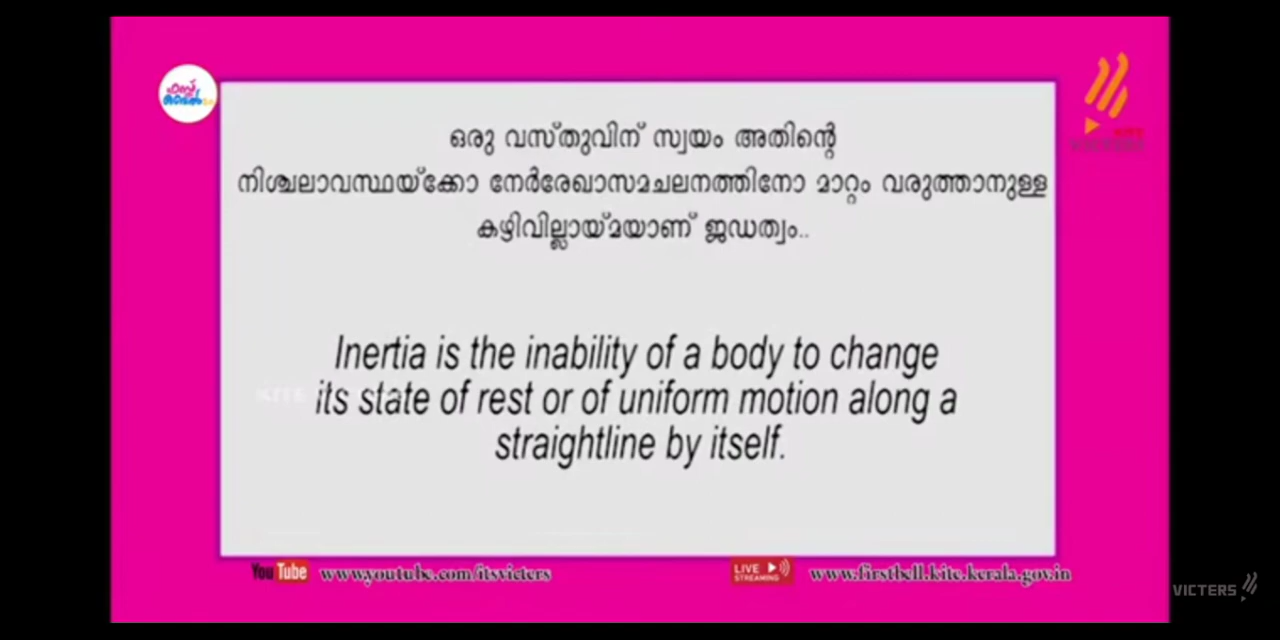 ഒരു വസ്തുവിന് സ്വയം അതിന്റെ
നിശ്ചലാവസ്ഥയ്ക്കോ നേർരേഖാസമചലനത്തിനോ മാറ്റം വരുത്താനുള്ള
കഴിവില്ലായ്മയാണ് ജഡത്വം..
Inertia is the inability of a body to change
its state of rest or of uniform motion along a
straightline by itself.
YouTube www.youtube.com/itsvicters
LIVE STREAMING www.firstbell.kite.kerala.gov.in
VICTERS